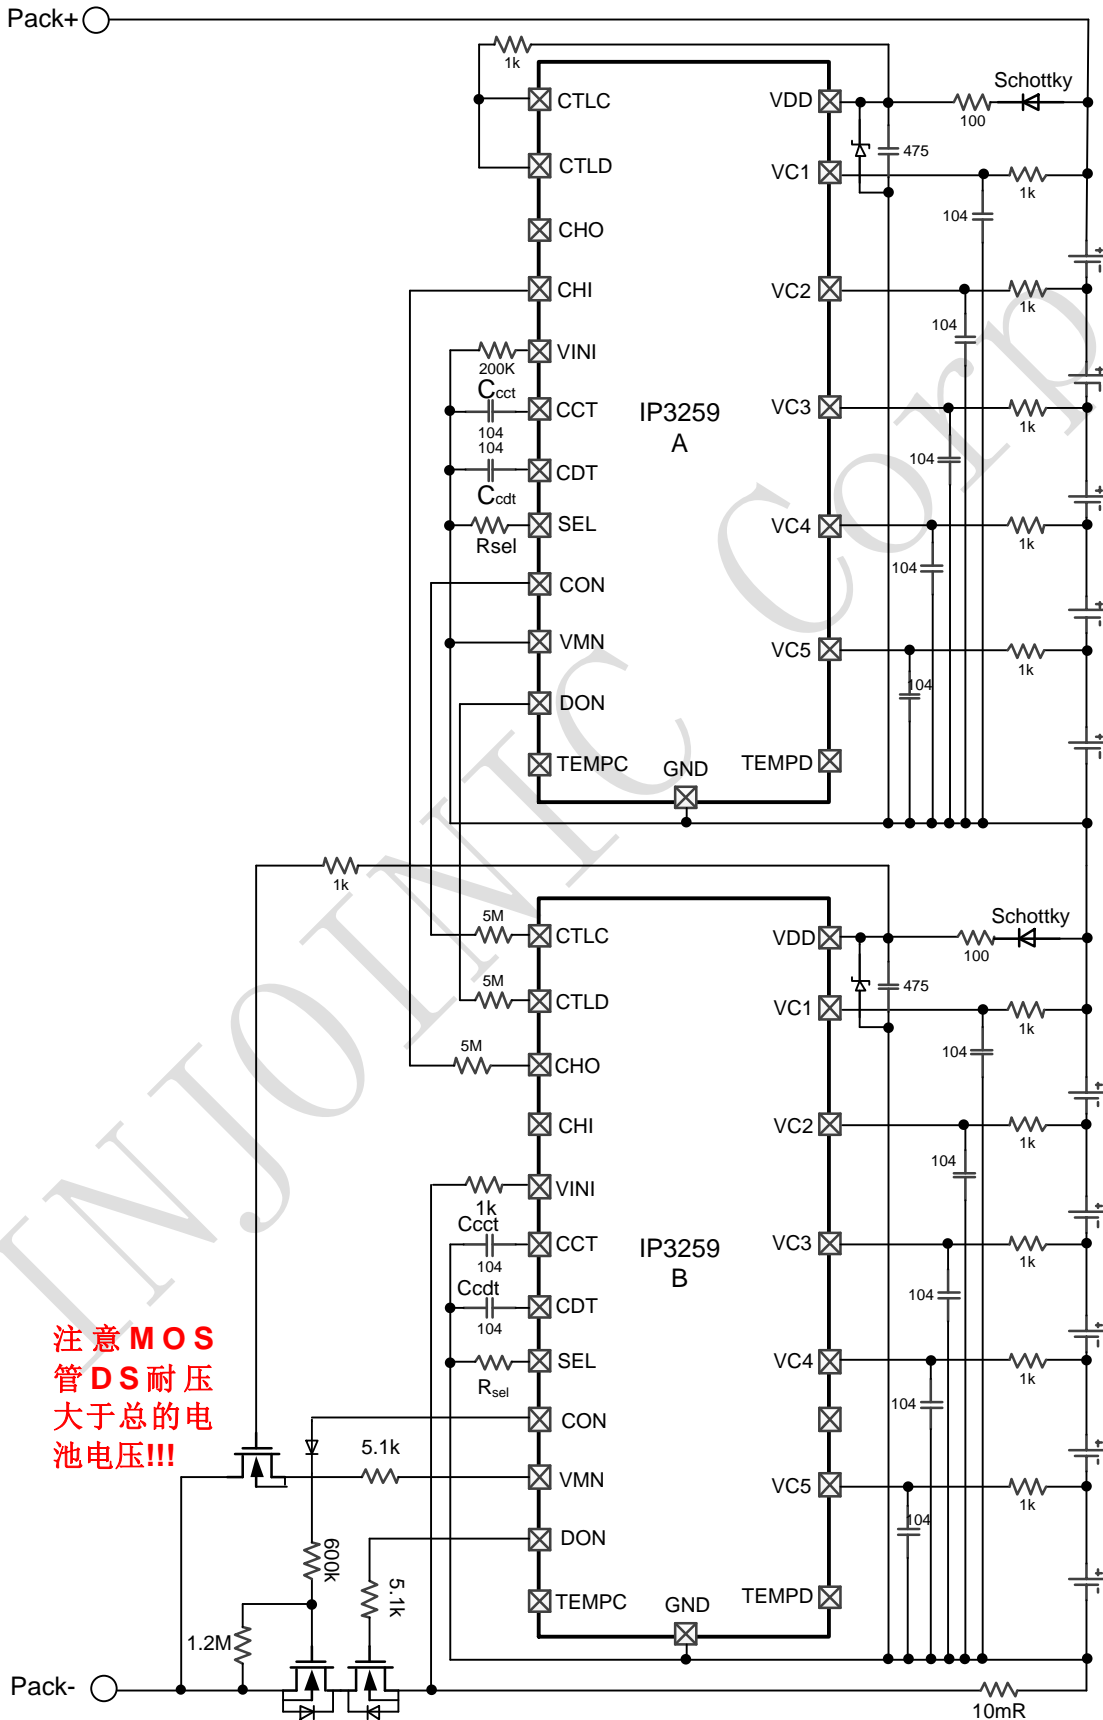 Pack+
1k
CTLC
VDD
Schottky
100
475
CTLD
VC1
1k
104
CHO
CHI
VC2
1k
104
VINI
200K
Ccct
CCT
104
IP3259
A
VC3
1k
104
104
CDT
Ccdt
SEL
Rsel
VC4
1k
104
CON
VMN
VC5
1k
104
DON
TEMPC
GND
TEMPD
1k
5M
CTLC
VDD
Schottky
100
475
5M
CTLD
VC1
1k
104
5M
CHO
CHI
VC2
1k
104
VINI
1k
Ccct
CCT
104
IP3259
B
VC3
1k
104
Ccdt
CDT
104
SEL
Rsel
VC4
1k
104
注意MOS
管DS耐压
大于总的电
池电压!!!
CON
5.1k
VMN
VC5
1k
104
DON
600k
5.1k
TEMPC
GND
TEMPD
1.2M
Pack-
10mR
INJOINIC Corp